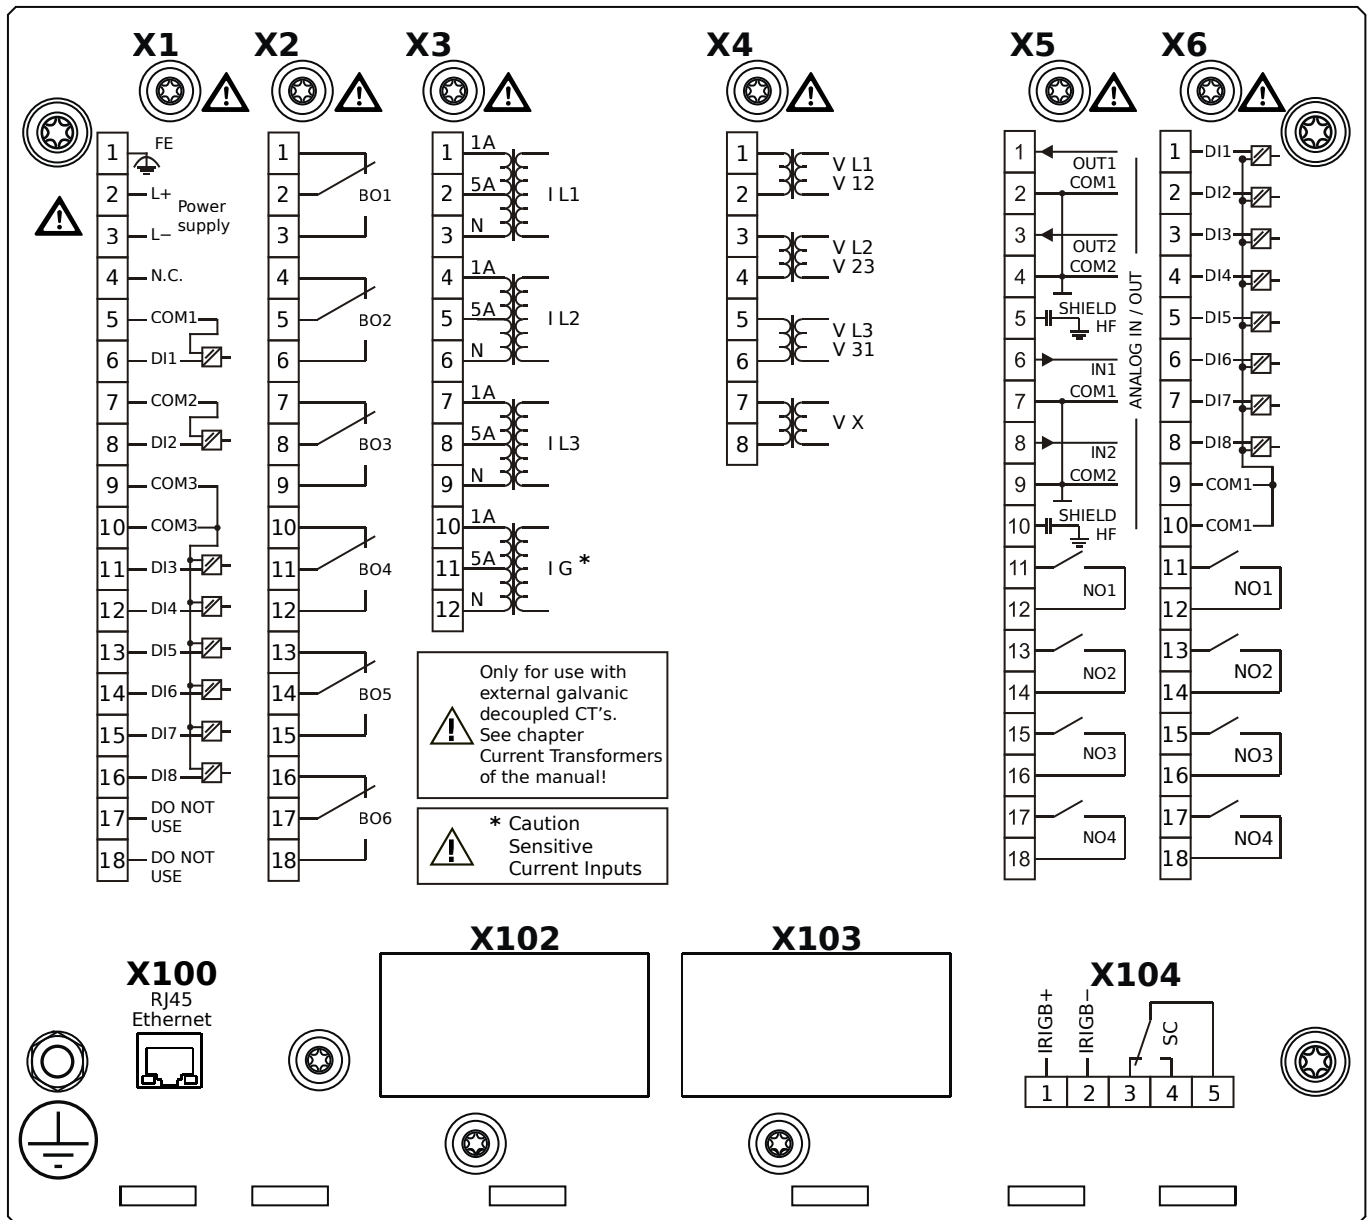 X1
X2
X3
X4
X5
X6
1 FE
2 L+
Power
supply
3 L−
4 N.C.
5 COM1
6 DI1
7 COM2
8 DI2
9 COM3
10 COM3
11 DI3
12 DI4
13 DI5
14 DI6
15 DI7
16 DI8
17 DO NOT
USE
18 DO NOT
USE
1
2 BO1
3
4
5 BO2
6
7
8 BO3
9
10
11 BO4
12
13
14 BO5
15
16
17 BO6
18
1 1A
2 5A I L1
3 N
4 1A
5 5A I L2
6 N
7 1A
8 5A I L3
9 N
10 1A
11 5A I G *
12 N
Only for use with
external galvanic
decoupled CT's.
See chapter
Current Transformers
of the manual!
* Caution
Sensitive
Current Inputs
1 V L1
2 V 12
3 V L2
4 V 23
5 V L3
6 V 31
7 V X
8
1 OUT1
2 COM1
3 OUT2
4 COM2
5 SHIELD
HF
6 IN1
7 COM1
8 IN2
9 COM2
10 SHIELD
HF
ANALOG IN / OUT
11
NO1
12
13
NO2
14
15
NO3
16
17
NO4
18
1 DI1
2 DI2
3 DI3
4 DI4
5 DI5
6 DI6
7 DI7
8 DI8
9 COM1
10 COM1
11
NO1
12
13
NO2
14
15
NO3
16
17
NO4
18
X100
RJ45
Ethernet
X102
X103
X104
IRIGB+
IRIGB−
SC
1 2 3 4 5